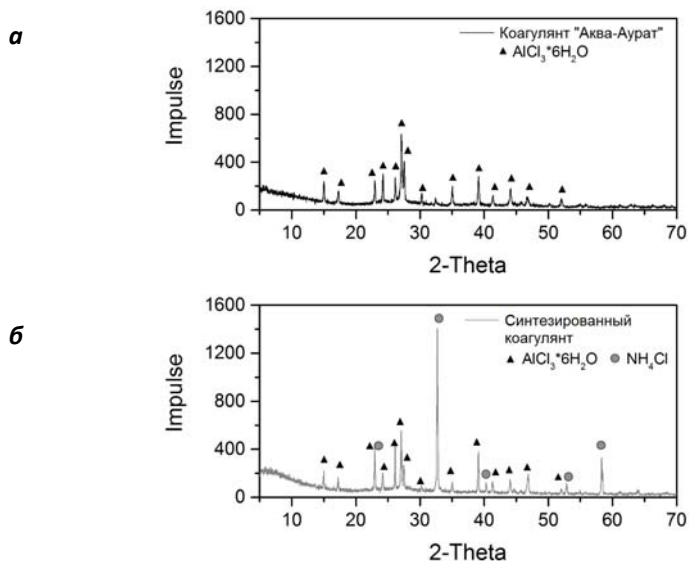 а
1600
1200
800
400
0
Impulse
Коагулянт "Аква-Аурат"
▲ AlCl₃*6H₂O
10 20 30 40 50 60 70
2-Theta
б
1600
1200
800
400
0
Impulse
Синтезированный
коагулянт
▲ AlCl₃*6H₂O ● NH₄Cl
10 20 30 40 50 60 70
2-Theta